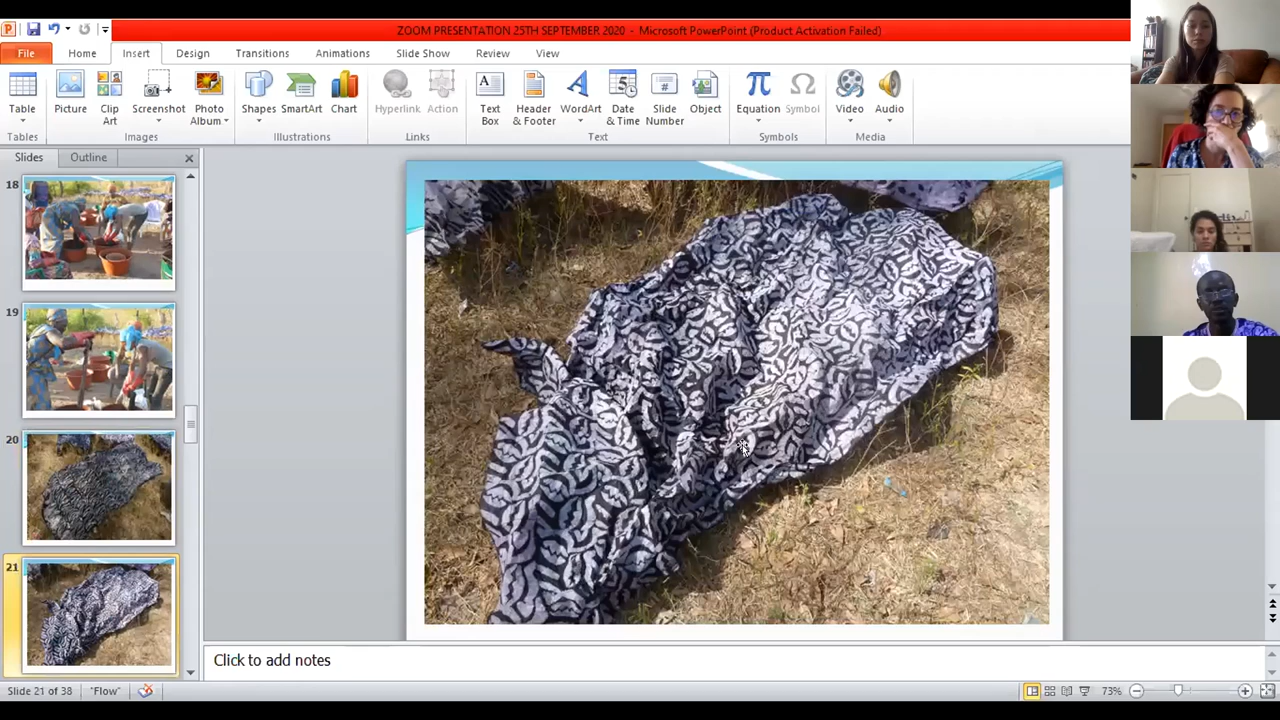 ZOOM PRESENTATION 25TH SEPTEMBER 2020 - Microsoft PowerPoint (Product Activation Failed)
File Home Insert Design Transitions Animations Slide Show Review View
Table Picture Clip Art Screenshot Photo Album Shapes SmartArt Chart Hyperlink Action Text Box Header & Footer WordArt Date & Time Slide Number Object Equation Symbol Video Audio
Tables Images Illustrations Links Text Symbols Media
Slides Outline
18
19
20
21
Click to add notes
Slide 21 of 38 "Flow" 73%